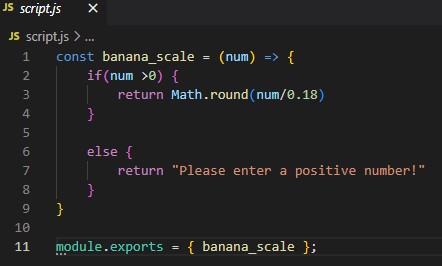 JS script.js ×
JS script.js > ...
1 const banana_scale = (num) => {
2 if(num >0) {
3 return Math.round(num/0.18)
4 }
5
6 else {
7 return "Please enter a positive number!"
8 }
9 }
10
11 module.exports = { banana_scale };